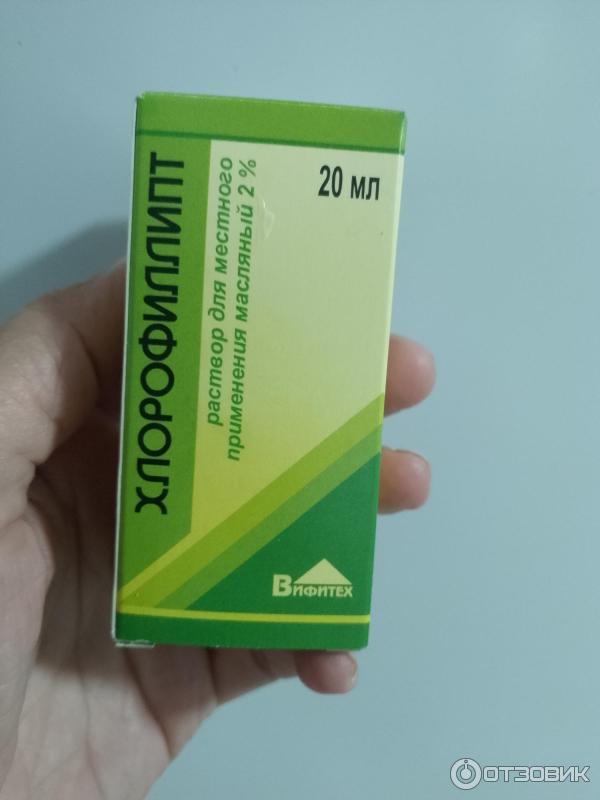 ХЛОРОФИЛЛИПТ
раствор для местного
применения масляный 2 %
20 мл
ВИФИТЕХ
ОТЗОВИК